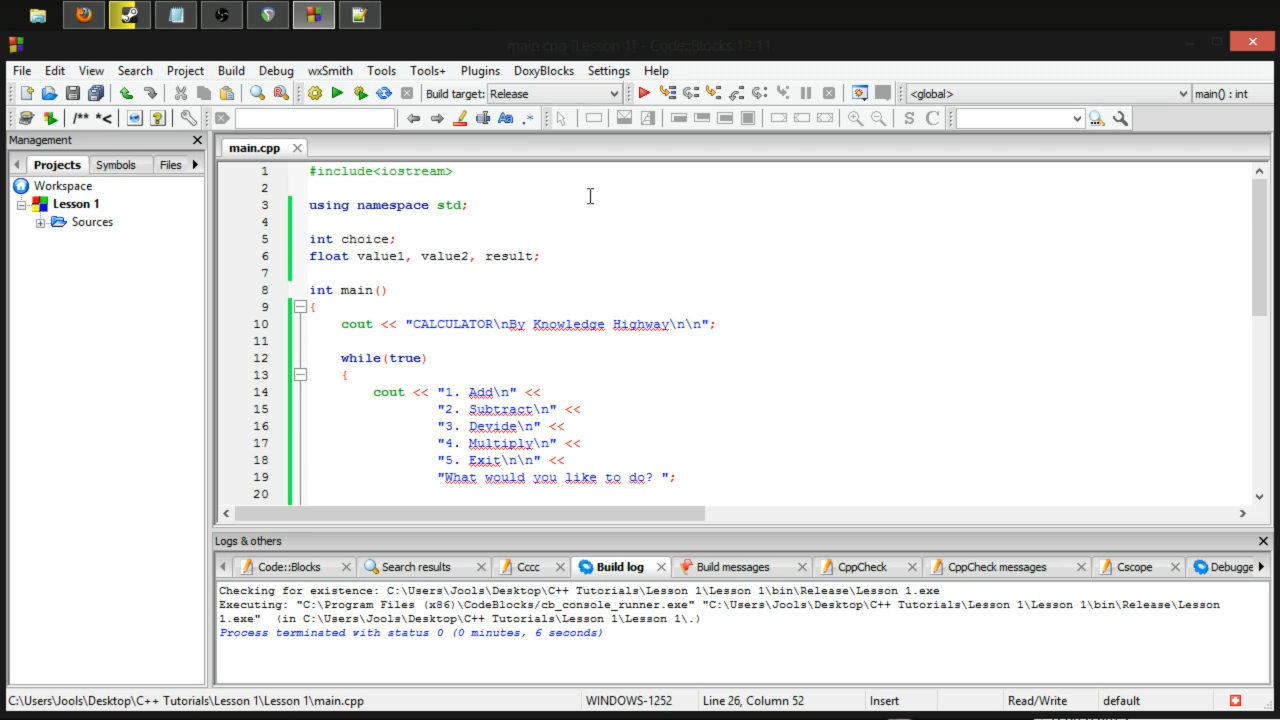 main.cpp [Lesson 1] - Code::Blocks 12.11
File Edit View Search Project Build Debug wxSmith Tools Tools+ Plugins DoxyBlocks Settings Help
Build target: Release <global> main() : int
/** *< Aa .* S C
Management
Projects Symbols Files
Workspace
Lesson 1
Sources
main.cpp
1 #include<iostream>
2
3 using namespace std;
4
5 int choice;
6 float value1, value2, result;
7
8 int main()
9 {
10 cout << "CALCULATOR\nBy Knowledge Highway\n\n";
11
12 while(true)
13 {
14 cout << "1. Add\n" <<
15 "2. Subtract\n" <<
16 "3. Devide\n" <<
17 "4. Multiply\n" <<
18 "5. Exit\n\n" <<
19 "What would you like to do? ";
20
Logs & others
Code::Blocks Search results Cccc Build log Build messages CppCheck CppCheck messages Cscope Debugge
Checking for existence: C:\Users\Jools\Desktop\C++ Tutorials\Lesson 1\Lesson 1\bin\Release\Lesson 1.exe
Executing: "C:\Program Files (x86)\CodeBlocks/cb_console_runner.exe" "C:\Users\Jools\Desktop\C++ Tutorials\Lesson 1\Lesson 1\bin\Release\Lesson
1.exe" (in C:\Users\Jools\Desktop\C++ Tutorials\Lesson 1\Lesson 1\.)
Process terminated with status 0 (0 minutes, 6 seconds)
C:\Users\Jools\Desktop\C++ Tutorials\Lesson 1\Lesson 1\main.cpp WINDOWS-1252 Line 26, Column 52 Insert Read/Write default